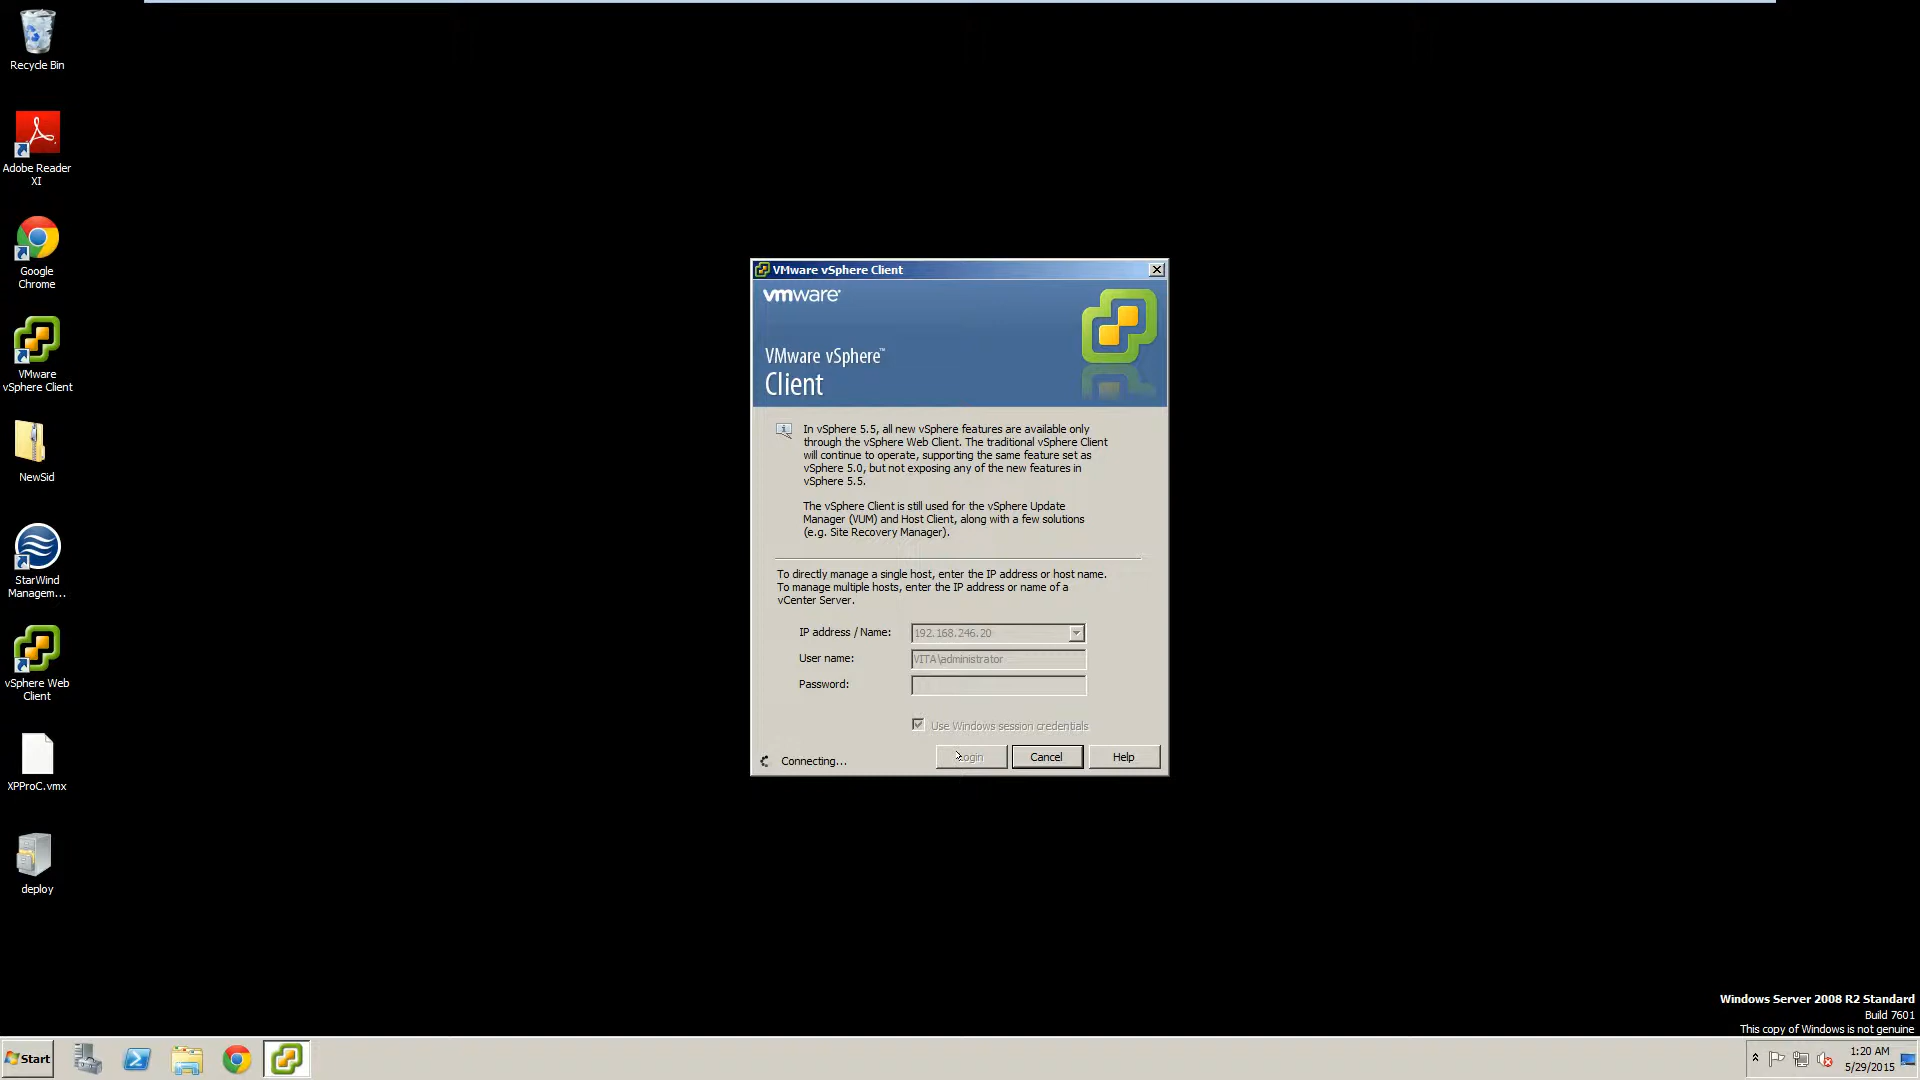 Recycle Bin
Adobe Reader
XI
Google
Chrome
VMware
vSphere Client
NewSid
StarWind
Managem...
vSphere Web
Client
XPProC.vmx
deploy
VMware vSphere Client
vmware®
VMware vSphere™
Client
In vSphere 5.5, all new vSphere features are available only
through the vSphere Web Client. The traditional vSphere Client
will continue to operate, supporting the same feature set as
vSphere 5.0, but not exposing any of the new features in
vSphere 5.5.
The vSphere Client is still used for the vSphere Update
Manager (VUM) and Host Client, along with a few solutions
(e.g. Site Recovery Manager).
To directly manage a single host, enter the IP address or host name.
To manage multiple hosts, enter the IP address or name of a
vCenter Server.
IP address / Name: 192.168.246.20
User name: VITA\administrator
Password:
Use Windows session credentials
Connecting... Login Cancel Help
Windows Server 2008 R2 Standard
Build 7601
This copy of Windows is not genuine
Start
1:20 AM
5/29/2015